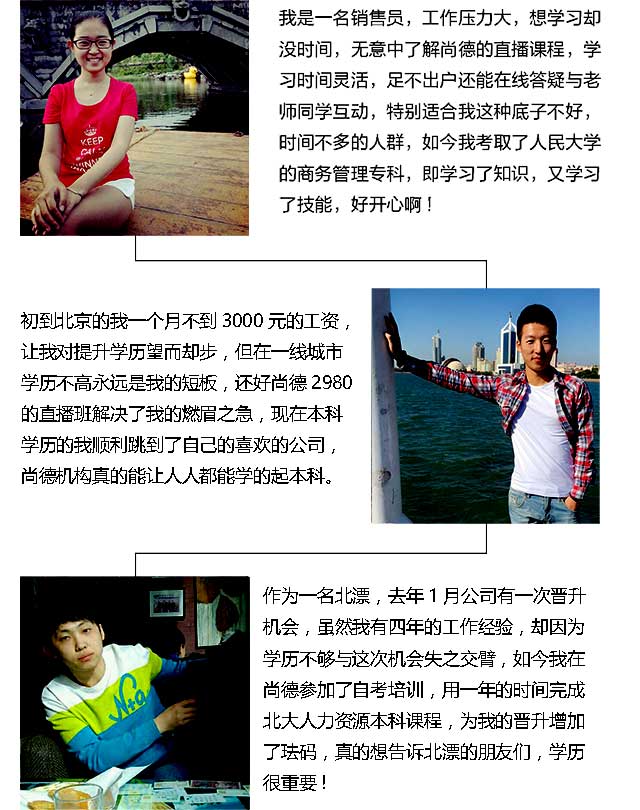 我是一名销售员，工作压力大，想学习却
没时间，无意中了解尚德的直播课程，学
习时间灵活，足不出户还能在线答疑与老
师同学互动，特别适合我这种底子不好，
时间不多的人群，如今我考取了人民大学
的商务管理专科，即学习了知识，又学习
了技能，好开心啊！
KEEP
CALM
初到北京的我一个月不到 3000 元的工资，
让我对提升学历望而却步，但在一线城市
学历不高永远是我的短板，还好尚德 2980
的直播班解决了我的燃眉之急，现在本科
学历的我顺利跳到了自己的喜欢的公司，
尚德机构真的能让人人都能学的起本科。
作为一名北漂，去年 1 月公司有一次晋升
机会，虽然我有四年的工作经验，却因为
学历不够与这次机会失之交臂，如今我在
尚德参加了自考培训，用一年的时间完成
北大人力资源本科课程，为我的晋升增加
了珐码，真的想告诉北漂的朋友们，学历
很重要！